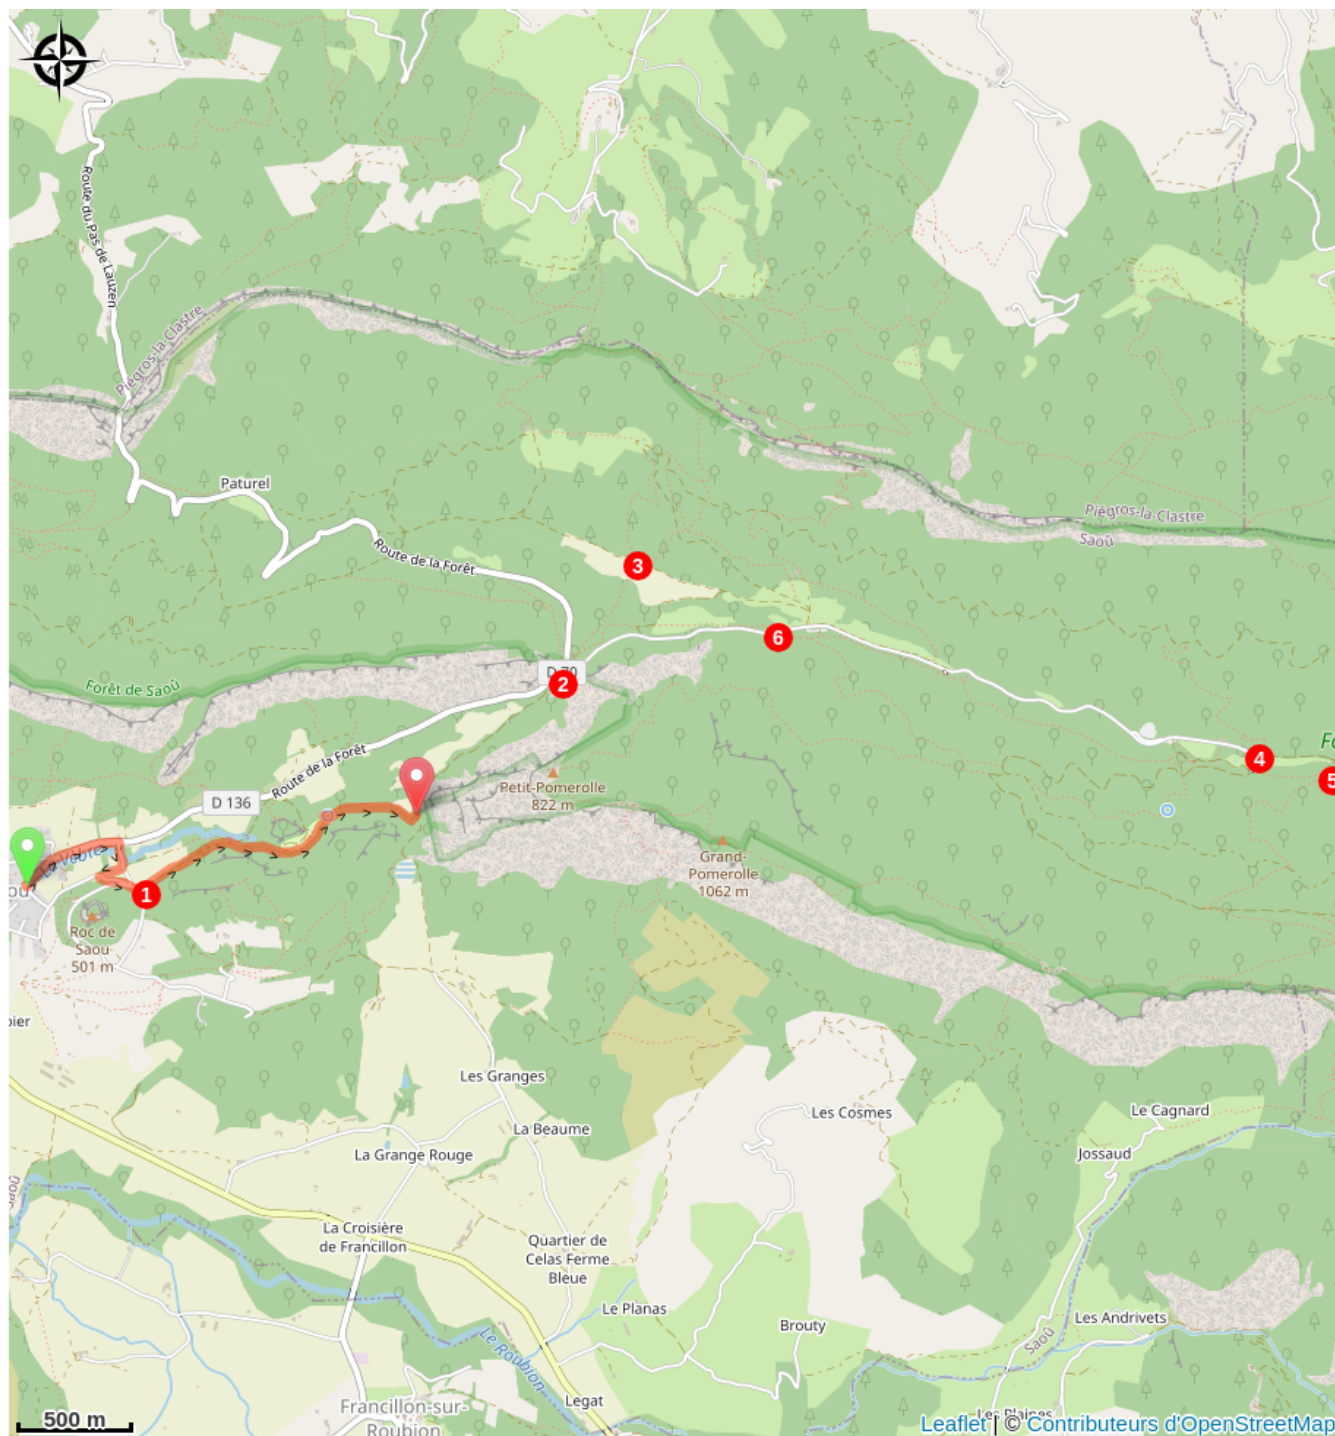 Route du Pas de Lauzen
Piégros-la-Clastre
Paturel
Route de la Forêt
Piégros-la-Clastre
Saoû
3
6
D 70
2
Forêt de Saoû
4
5
Route de la Forêt
D 136
Petit-Pomerolle
822 m
Grand-
Pomerolle
1062 m
1
Roc de
Saou
501 m
Les Granges
La Beaume
La Grange Rouge
Les Cosmes
Le Cagnard
Jossaud
La Croisière
de Francillon
Quartier de
Celas Ferme
Bleue
Le Planas
Brouty
Les Andrivets
Saoû
Le Roubion
Legat
Francillon-sur-
Roubion
500 m
Leaflet | © Contributeurs d'OpenStreetMap